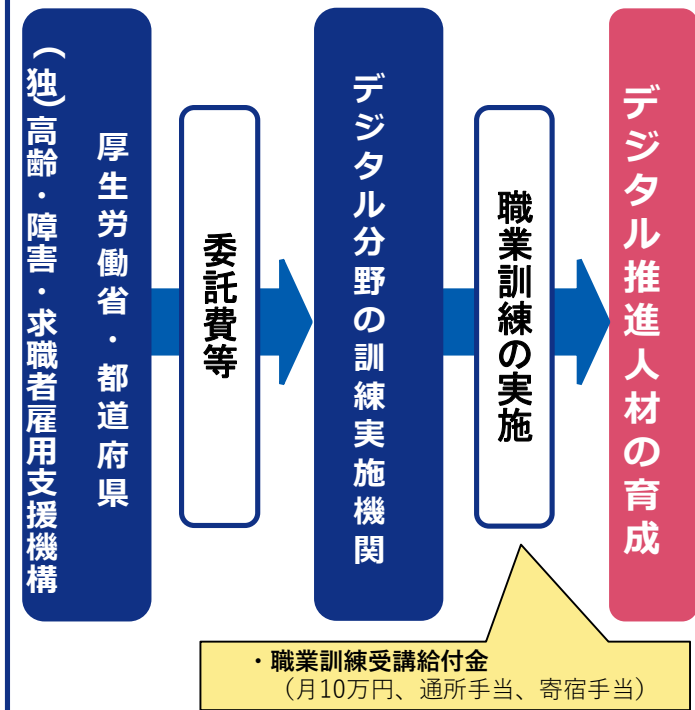 厚生労働省・都道府県
（独）高齢・障害・求職者雇用支援機構
委託費等
デジタル分野の訓練実施機関
職業訓練の実施
デジタル推進人材の育成
・職業訓練受講給付金
（月10万円、通所手当、寄宿手当）